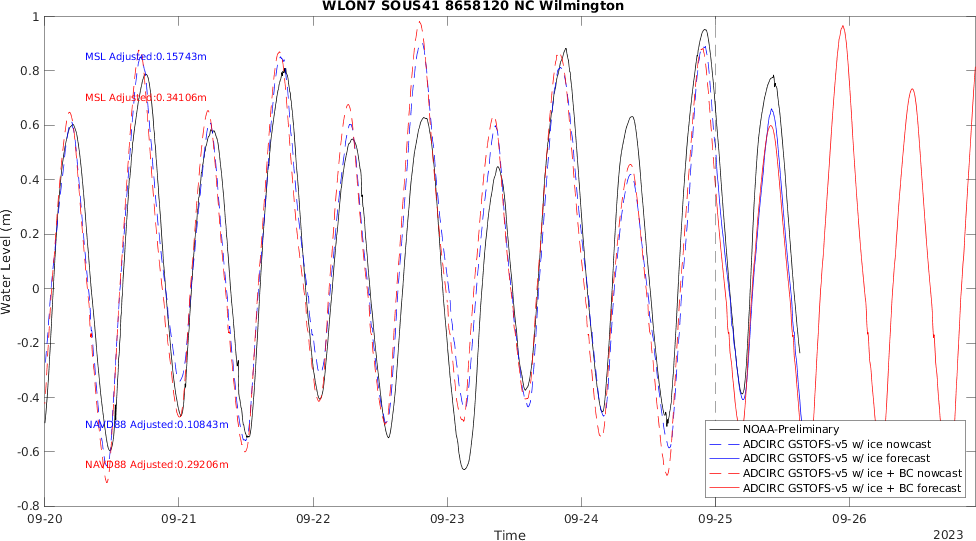 WLON7 SOUS41 8658120 NC Wilmington
1
0.8
0.6
0.4
0.2
0
-0.2
-0.4
-0.6
-0.8
Water Level (m)
MSL Adjusted:0.15743m
MSL Adjusted:0.34106m
NAVD88 Adjusted:0.10843m
NAVD88 Adjusted:0.29206m
NOAA-Preliminary
ADCIRC GSTOFS-v5 w/ ice nowcast
ADCIRC GSTOFS-v5 w/ ice forecast
ADCIRC GSTOFS-v5 w/ ice + BC nowcast
ADCIRC GSTOFS-v5 w/ ice + BC forecast
09-20 09-21 09-22 09-23 09-24 09-25 09-26
Time
2023